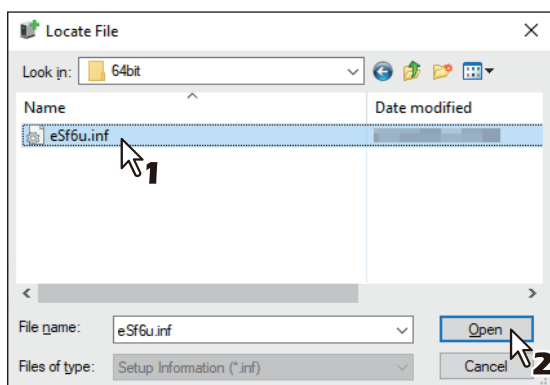 Locate File
Look in: 64bit
Name Date modified
eSf6u.inf
1
File name: eSf6u.inf Open
2
Files of type: Setup Information (*.inf) Cancel